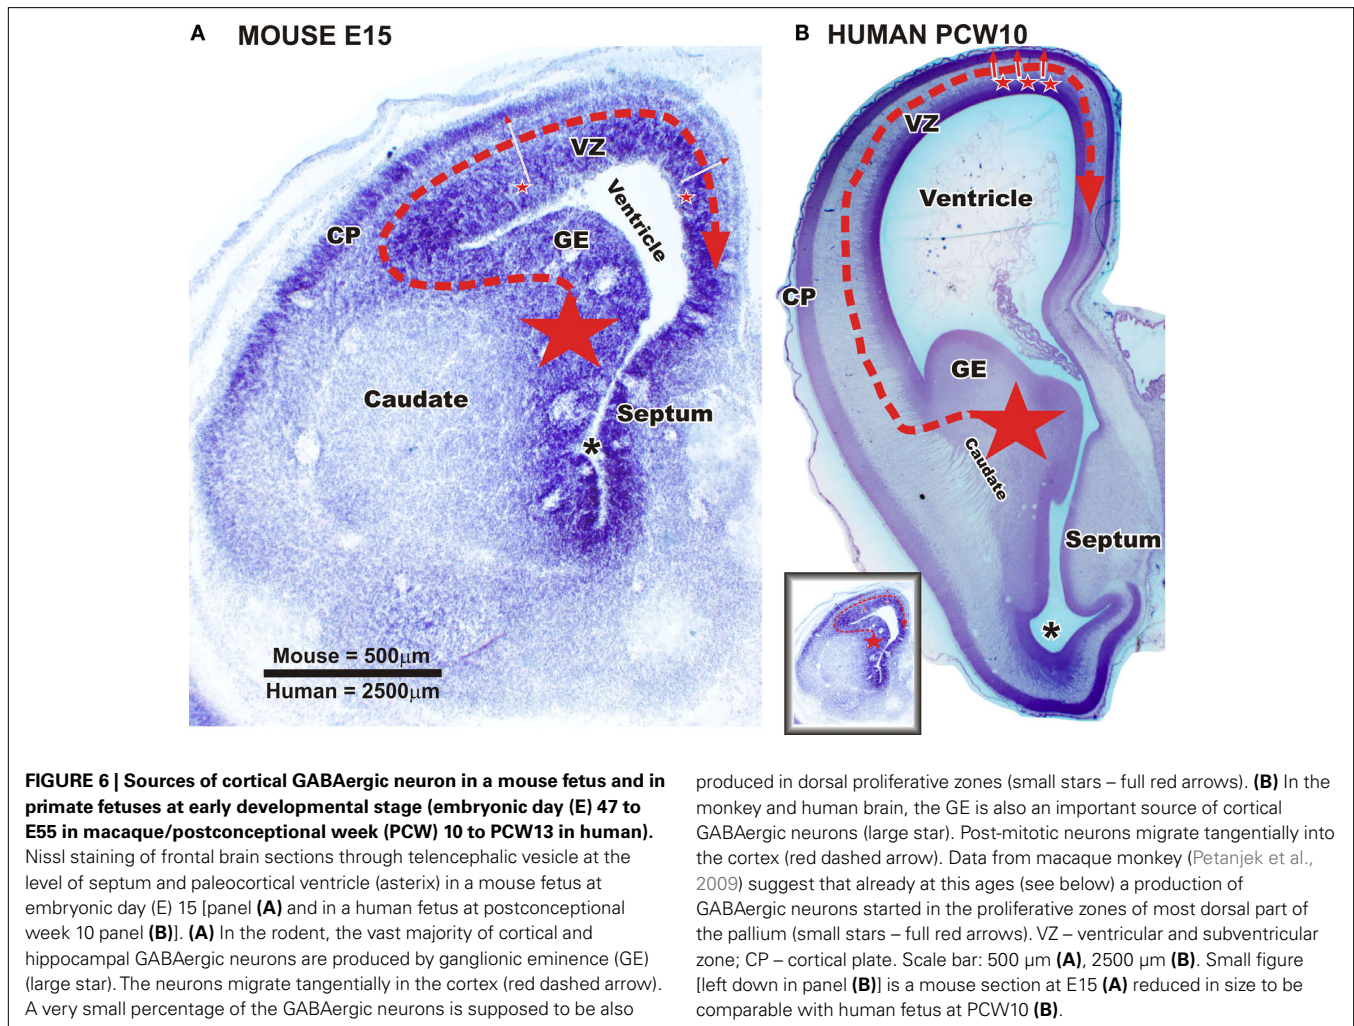 A MOUSE E15
VZ
Ventricle
CP
GE
Caudate
Septum
*
Mouse = 500µm
Human = 2500µm
B HUMAN PCW10
VZ
Ventricle
CP
GE
Caudate
Septum
*
FIGURE 6 | Sources of cortical GABAergic neuron in a mouse fetus and in
primate fetuses at early developmental stage (embryonic day (E) 47 to
E55 in macaque/postconceptional week (PCW) 10 to PCW13 in human).
Nissl staining of frontal brain sections through telencephalic vesicle at the
level of septum and paleocortical ventricle (asterix) in a mouse fetus at
embryonic day (E) 15 [panel (A) and in a human fetus at postconceptional
week 10 panel (B)]. (A) In the rodent, the vast majority of cortical and
hippocampal GABAergic neurons are produced by ganglionic eminence (GE)
(large star). The neurons migrate tangentially in the cortex (red dashed arrow).
A very small percentage of the GABAergic neurons is supposed to be also
produced in dorsal proliferative zones (small stars – full red arrows). (B) In the
monkey and human brain, the GE is also an important source of cortical
GABAergic neurons (large star). Post-mitotic neurons migrate tangentially into
the cortex (red dashed arrow). Data from macaque monkey (Petanjek et al.,
2009) suggest that already at this ages (see below) a production of
GABAergic neurons started in the proliferative zones of most dorsal part of
the pallium (small stars – full red arrows). VZ – ventricular and subventricular
zone; CP – cortical plate. Scale bar: 500 µm (A), 2500 µm (B). Small figure
[left down in panel (B)] is a mouse section at E15 (A) reduced in size to be
comparable with human fetus at PCW10 (B).